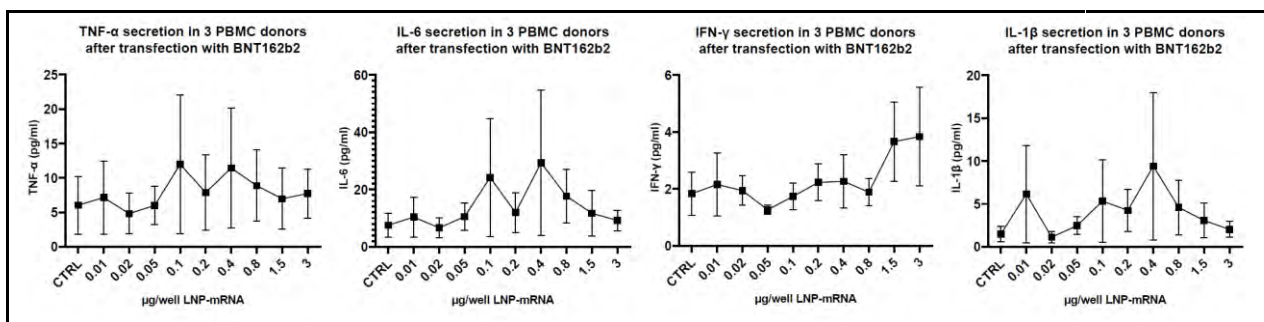 TNF-α secretion in 3 PBMC donors
after transfection with BNT162b2
25
20
15
10
5
0
TNF-α (pg/ml)
CTRL
0.01
0.02
0.05
0.1
0.2
0.4
0.8
1.5
3
µg/well LNP-mRNA
IL-6 secretion in 3 PBMC donors
after transfection with BNT162b2
60
40
20
0
IL-6 (pg/ml)
CTRL
0.01
0.02
0.05
0.1
0.2
0.4
0.8
1.5
3
µg/well LNP-mRNA
IFN-γ secretion in 3 PBMC donors
after transfection with BNT162b2
6
4
2
0
IFN-γ (pg/ml)
CTRL
0.01
0.02
0.05
0.1
0.2
0.4
0.8
1.5
3
µg/well LNP-mRNA
IL-1β secretion in 3 PBMC donors
after transfection with BNT162b2
20
15
10
5
0
IL-1β (pg/ml)
CTRL
0.01
0.02
0.05
0.1
0.2
0.4
0.8
1.5
3
µg/well LNP-mRNA